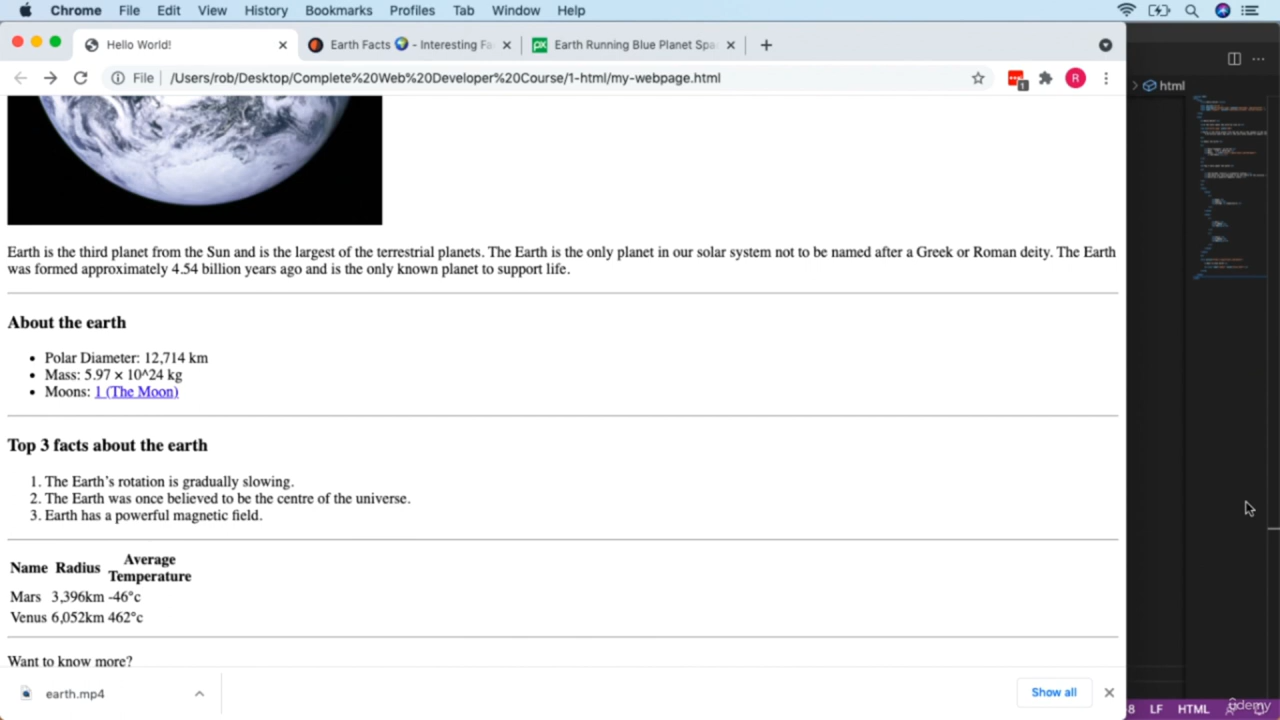 Chrome File Edit View History Bookmarks Profiles Tab Window Help
Hello World!
Earth Facts - Interesting Fa
Earth Running Blue Planet Spa
File /Users/rob/Desktop/Complete%20Web%20Developer%20Course/1-html/my-webpage.html
1
R
html
Earth is the third planet from the Sun and is the largest of the terrestrial planets. The Earth is the only planet in our solar system not to be named after a Greek or Roman deity. The Earth
was formed approximately 4.54 billion years ago and is the only known planet to support life.
About the earth
• Polar Diameter: 12,714 km
• Mass: 5.97 × 10^24 kg
• Moons: 1 (The Moon)
Top 3 facts about the earth
1. The Earth's rotation is gradually slowing.
2. The Earth was once believed to be the centre of the universe.
3. Earth has a powerful magnetic field.
Name Radius Average
Temperature
Mars 3,396km -46°c
Venus 6,052km 462°c
Want to know more?
earth.mp4
Show all
8 LF HTML
ûdemy